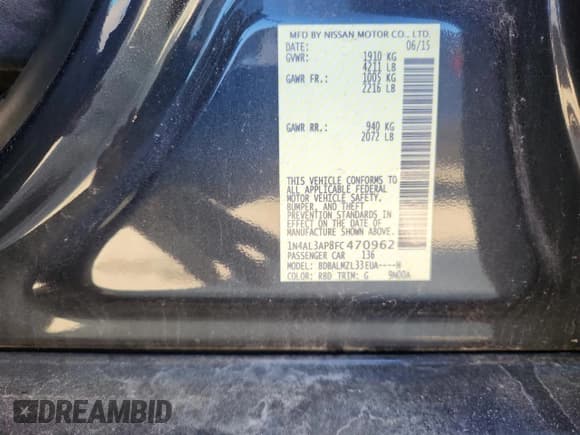 MFD BY NISSAN MOTOR CO., LTD.
DATE: 06/15
GVWR: 1910 KG
4211 LB
GAWR FR.: 1005 KG
2216 LB
GAWR RR.: 940 KG
2072 LB
THIS VEHICLE CONFORMS TO
ALL APPLICABLE FEDERAL
MOTOR VEHICLE SAFETY,
BUMPER, AND THEFT
PREVENTION STANDARDS
IN EFFECT ON THE DATE OF
MANUFACTURE SHOWN ABOVE.
1N4AL3AP8FC470962
PASSENGER CAR 136
MODEL: BDBALMZL33EUA----H
COLOR: RBD TRIM: G 9N00A
DREAMBID